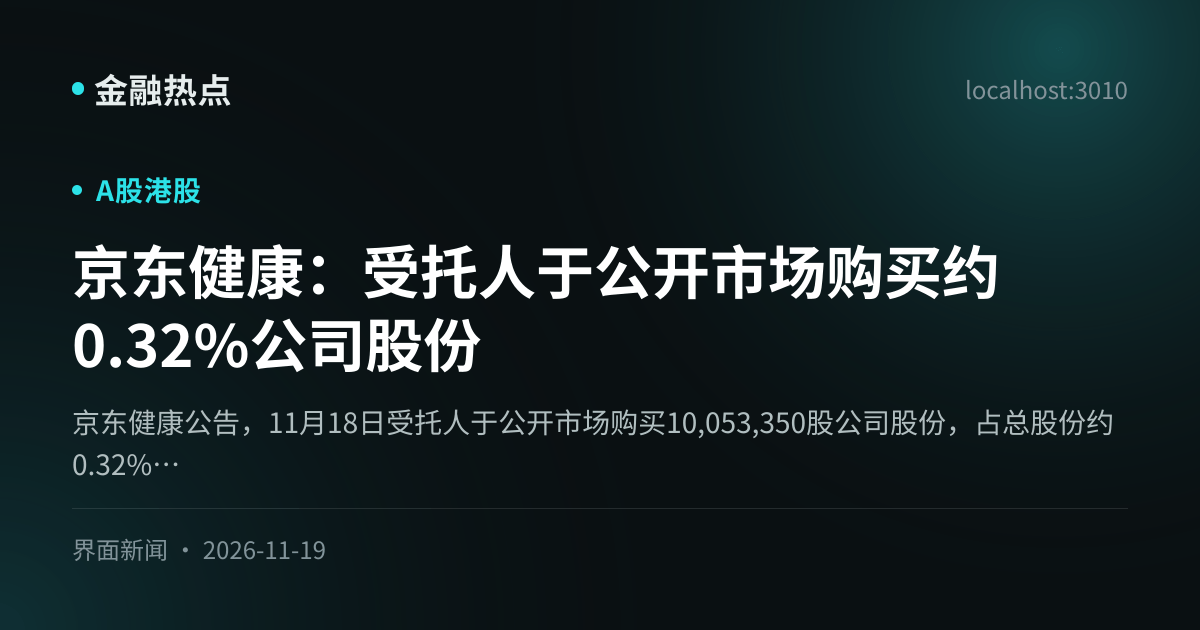 金融热点
localhost:3010
A股港股
京东健康：受托人于公开市场购买约
0.32%公司股份
京东健康公告，11月18日受托人于公开市场购买10,053,350股公司股份，占总股份约
0.32%…
界面新闻 • 2026-11-19